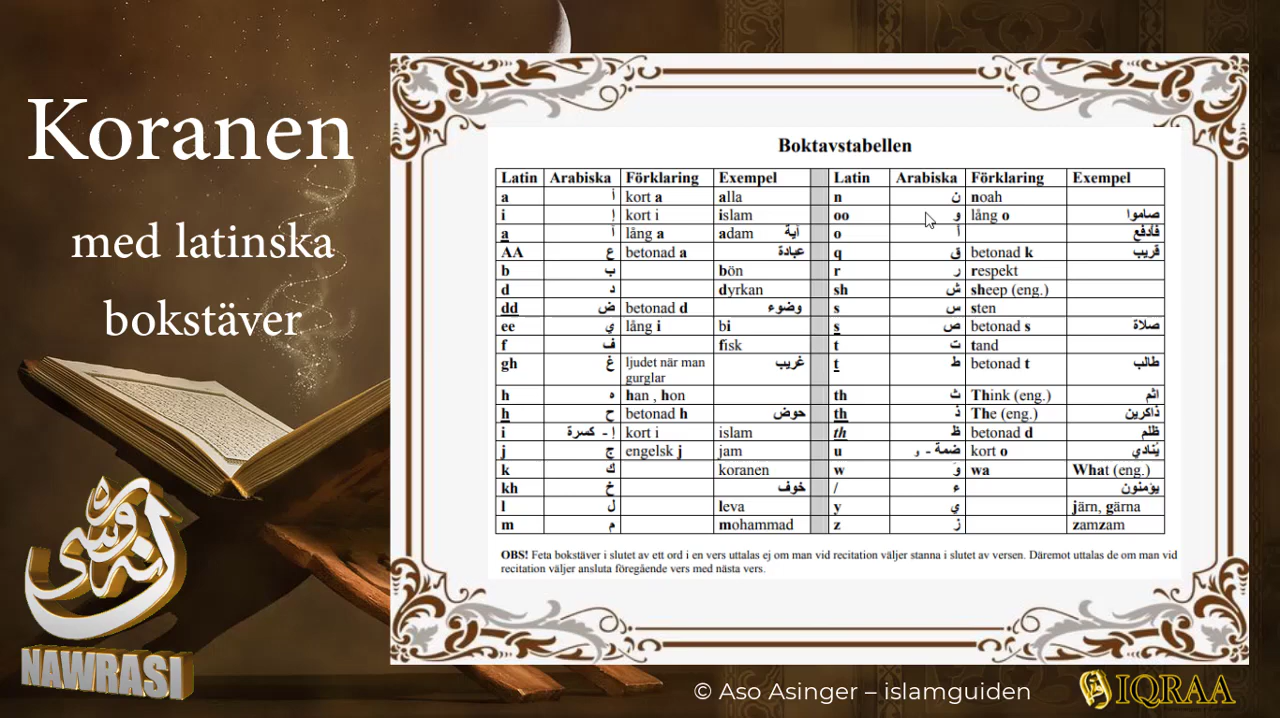 Koranen
med latinska
bokstäver
Boktavstabellen
Latin Arabiska Förklaring Exempel Latin Arabiska Förklaring Exempel
a أ kort a alla n ن noah
i إ kort i islam oo و lång o صاموا
a أ lång a adam آية o أ فأدفع
AA ع betonad a عبادة q ق betonad k قريب
b ب bön r ر respekt
d د dyrkan sh ش sheep (eng.)
dd ض betonad d وضوء s س sten
ee ي lång i bi s ص betonad s صلاة
f ف fisk t ت tand
gh غ ljudet när man gurglar غريب t ط betonad t طالب
h ه han , hon th ث Think (eng.) اثم
h ح betonad h حوض th ذ The (eng.) ذاكرين
i إ - كسرة kort i islam th ظ betonad d ظلم
j ج engelsk j jam u ضمة - و kort o يُنادي
k ك koranen w وَ wa What (eng.)
kh خ خوف / ء يؤمنون
l ل leva y ي järn, gärna
m م mohammad z ز zamzam
OBS! Feta bokstäver i slutet av ett ord i en vers uttalas ej om man vid recitation väljer stanna i slutet av versen. Däremot uttalas de om man vid
recitation väljer ansluta föregående vers med nästa vers.
NAWRASI
© Aso Asinger – islamguiden
IQRAA